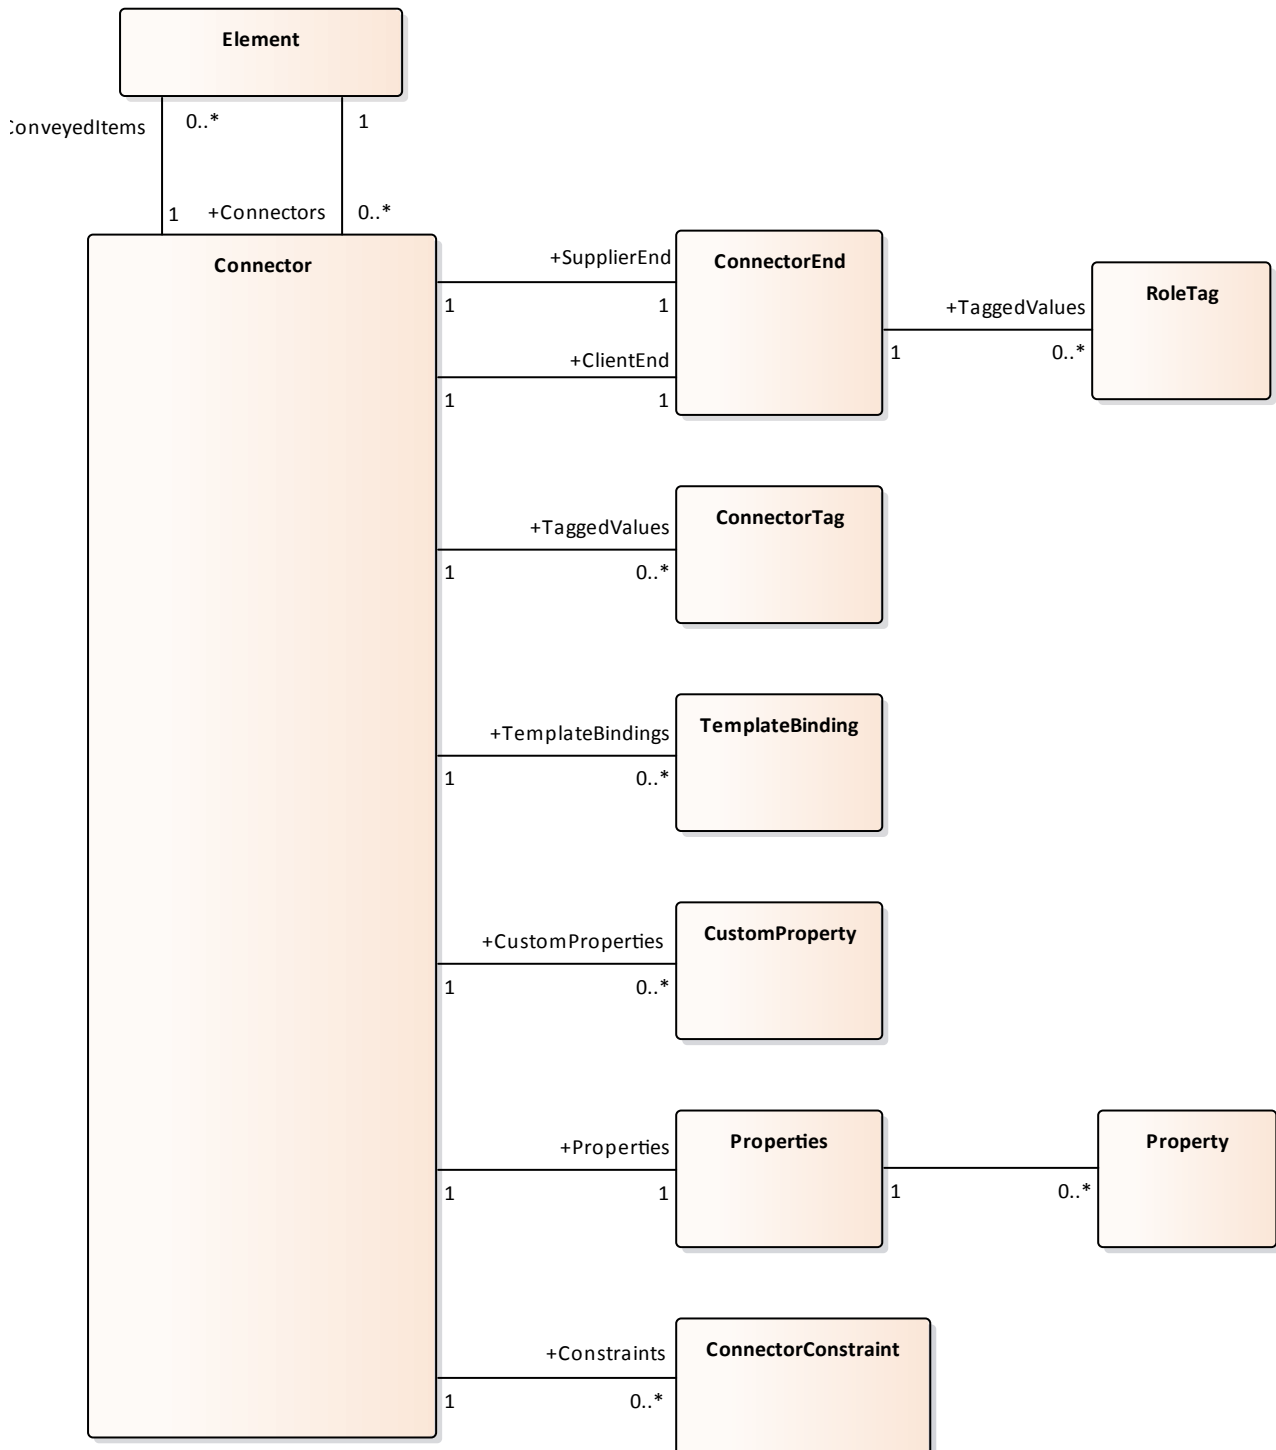 Element
ConveyedItems
0..*
1
1
+Connectors
0..*
Connector
+SupplierEnd
1
1
+ClientEnd
1
1
ConnectorEnd
+TaggedValues
1
0..*
RoleTag
+TaggedValues
1
0..*
ConnectorTag
+TemplateBindings
1
0..*
TemplateBinding
+CustomProperties
1
0..*
CustomProperty
+Properties
1
1
Properties
1
0..*
Property
+Constraints
1
0..*
ConnectorConstraint